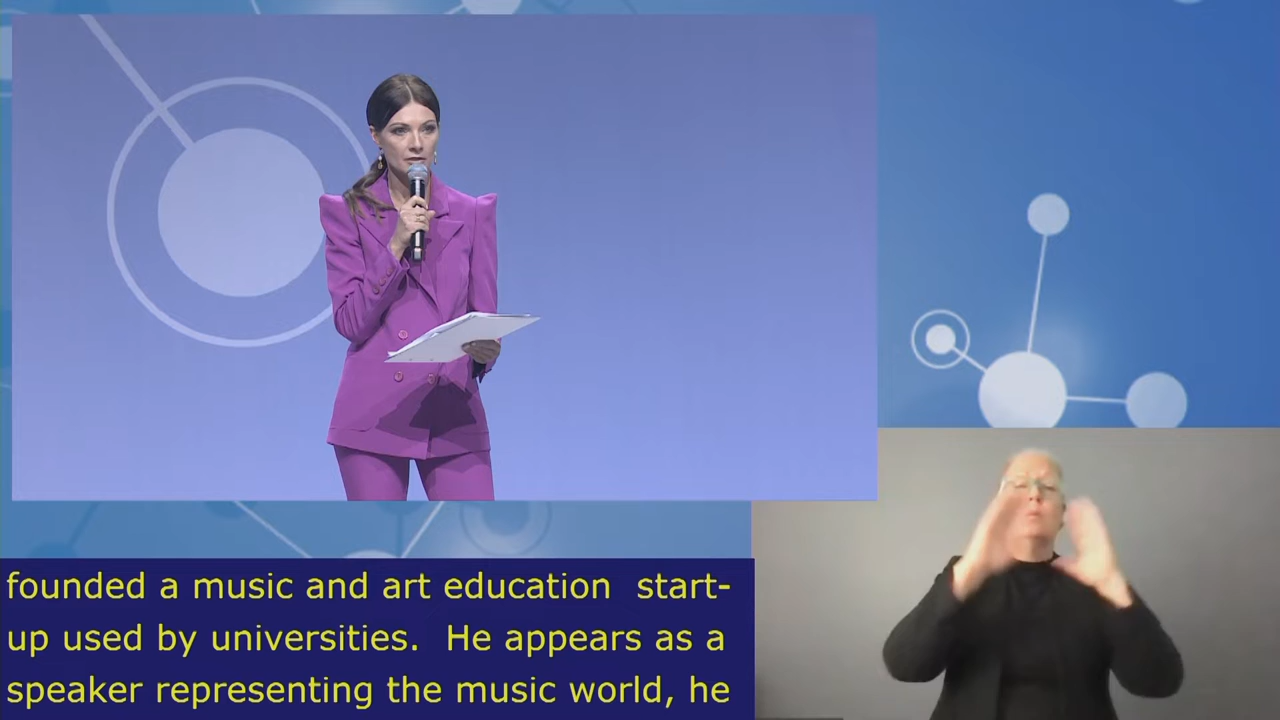 founded a music and art education start-
up used by universities. He appears as a
speaker representing the music world, he